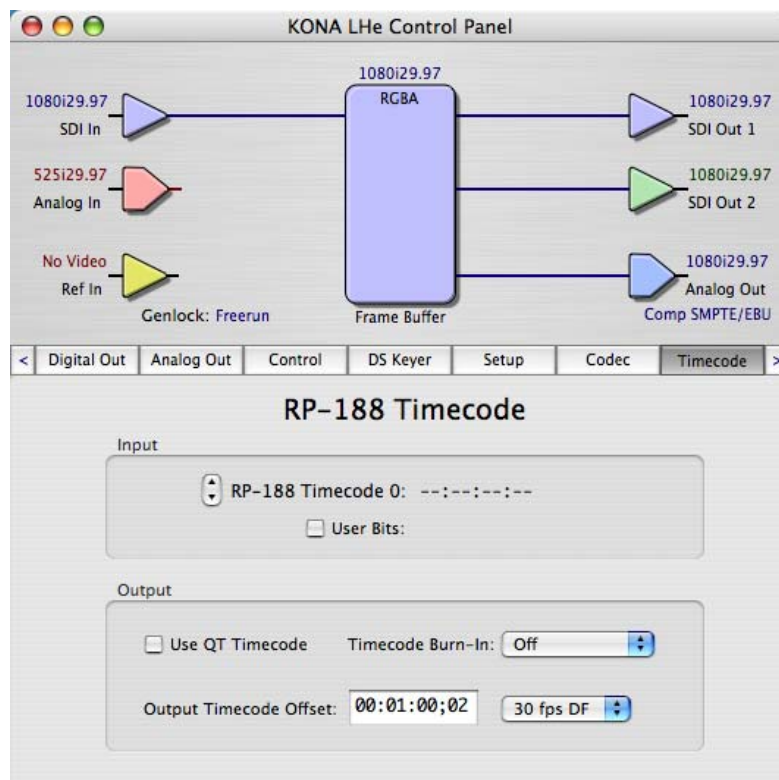 KONA LHe Control Panel
1080i29.97
RGBA
1080i29.97
SDI In
1080i29.97
SDI Out 1
525i29.97
Analog In
1080i29.97
SDI Out 2
No Video
Ref In
1080i29.97
Analog Out
Genlock: Freerun
Frame Buffer
Comp SMPTE/EBU
< Digital Out Analog Out Control DS Keyer Setup Codec Timecode >
RP-188 Timecode
Input
RP-188 Timecode 0: --:--:--:--
User Bits:
Output
Use QT Timecode Timecode Burn-In: Off
Output Timecode Offset: 00:01:00;02 30 fps DF